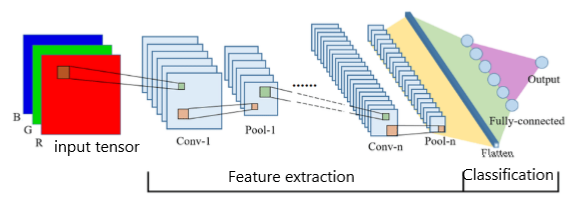 B
G
R
input tensor
Conv-1
Pool-1
......
Conv-n
Pool-n
Flatten
Fully-connected
Output
Feature extraction
Classification